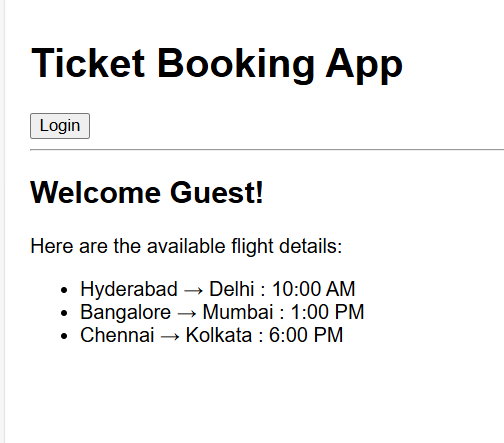 Ticket Booking App
Login
Welcome Guest!
Here are the available flight details:
• Hyderabad → Delhi : 10:00 AM
• Bangalore → Mumbai : 1:00 PM
• Chennai → Kolkata : 6:00 PM